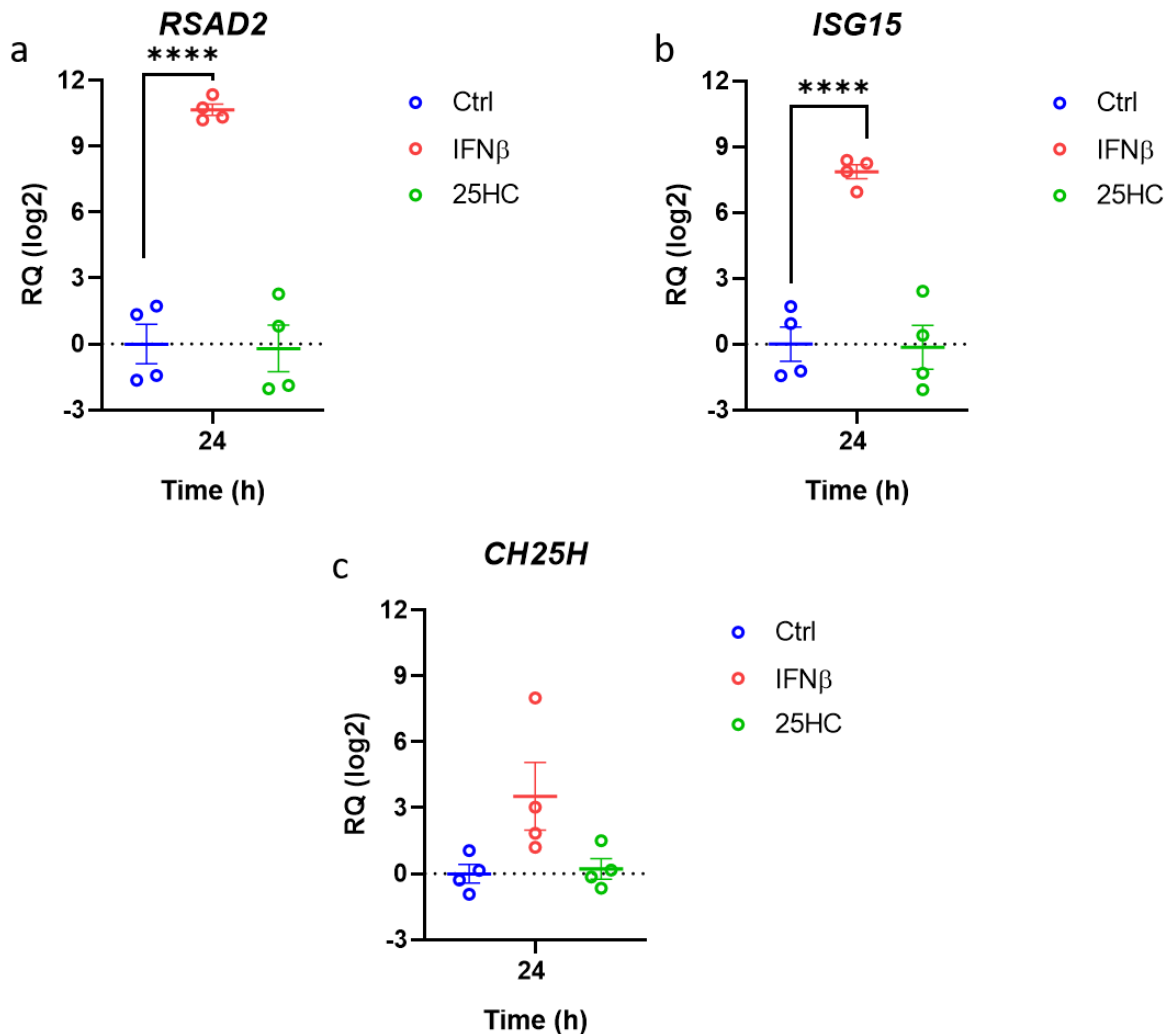 a
RSAD2
****
12
9
6
3
0
-3
RQ (log2)
24
Time (h)
Ctrl
IFNβ
25HC
b
ISG15
****
12
9
6
3
0
-3
RQ (log2)
24
Time (h)
Ctrl
IFNβ
25HC
c
CH25H
12
9
6
3
0
-3
RQ (log2)
24
Time (h)
Ctrl
IFNβ
25HC